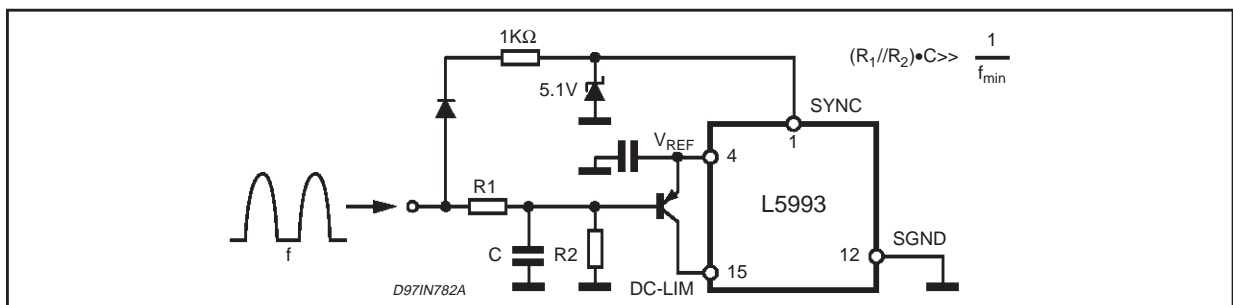 1KΩ
(R1//R2)•C>> 1
fmin
5.1V
SYNC
1
VREF
4
R1
L5993
f
C
R2
SGND
12
15
DC-LIM
D97IN782A